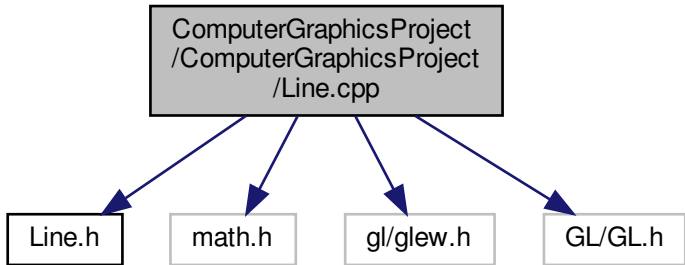 ComputerGraphicsProject
/ComputerGraphicsProject
/Line.cpp
Line.h
math.h
gl/glew.h
GL/GL.h